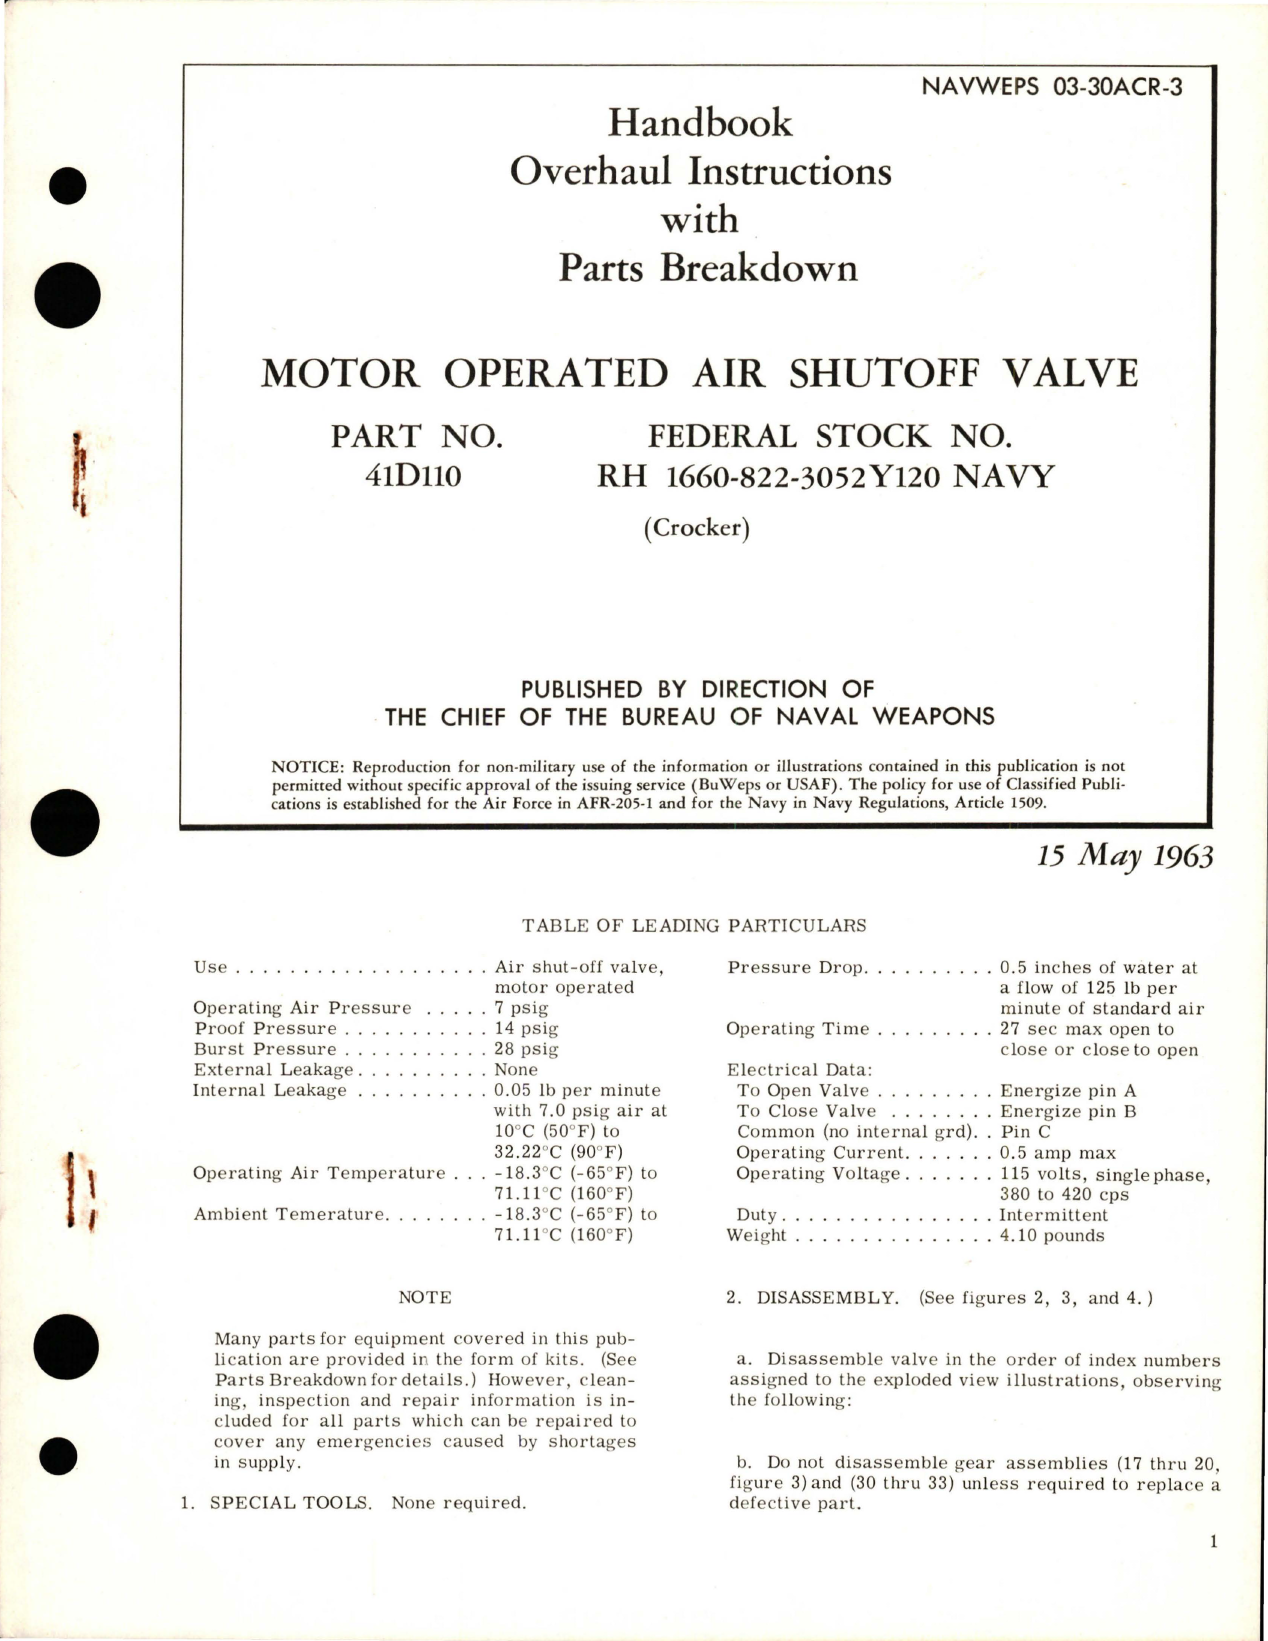 NAVWEPS 03-30ACR-3
Handbook
Overhaul Instructions
with
Parts Breakdown
MOTOR OPERATED AIR SHUTOFF VALVE
PART NO. FEDERAL STOCK NO.
41D110 RH 1660-822-3052Y120 NAVY
(Crocker)
PUBLISHED BY DIRECTION OF
THE CHIEF OF THE BUREAU OF NAVAL WEAPONS
NOTICE: Reproduction for non-military use of the information or illustrations contained in this publication is not
permitted without specific approval of the issuing service (BuWeps or USAF). The policy for use of Classified Publi-
cations is established for the Air Force in AFR-205-1 and for the Navy in Navy Regulations, Article 1509.
15 May 1963
TABLE OF LEADING PARTICULARS
Use . . . . . . . . . . . . . . . . . . . Air shut-off valve,
motor operated
Operating Air Pressure . . . . . 7 psig
Proof Pressure . . . . . . . . . . . 14 psig
Burst Pressure . . . . . . . . . . . 28 psig
External Leakage . . . . . . . . . . None
Internal Leakage . . . . . . . . . . 0.05 lb per minute
with 7.0 psig air at
10°C (50°F) to
32.22°C (90°F)
Operating Air Temperature . . . -18.3°C (-65°F) to
71.11°C (160°F)
Ambient Temerature. . . . . . . . -18.3°C (-65°F) to
71.11°C (160°F)
NOTE
Many parts for equipment covered in this pub-
lication are provided in the form of kits. (See
Parts Breakdown for details.) However, clean-
ing, inspection and repair information is in-
cluded for all parts which can be repaired to
cover any emergencies caused by shortages
in supply.
1. SPECIAL TOOLS. None required.
Pressure Drop. . . . . . . . . . 0.5 inches of water at
a flow of 125 lb per
minute of standard air
Operating Time . . . . . . . . . 27 sec max open to
close or close to open
Electrical Data:
To Open Valve . . . . . . . . . Energize pin A
To Close Valve . . . . . . . . Energize pin B
Common (no internal grd). . Pin C
Operating Current. . . . . . . 0.5 amp max
Operating Voltage . . . . . . . 115 volts, single phase,
380 to 420 cps
Duty . . . . . . . . . . . . . . . . Intermittent
Weight . . . . . . . . . . . . . . . 4.10 pounds
2. DISASSEMBLY. (See figures 2, 3, and 4.)
a. Disassemble valve in the order of index numbers
assigned to the exploded view illustrations, observing
the following:
b. Do not disassemble gear assemblies (17 thru 20,
figure 3) and (30 thru 33) unless required to replace a
defective part.
1